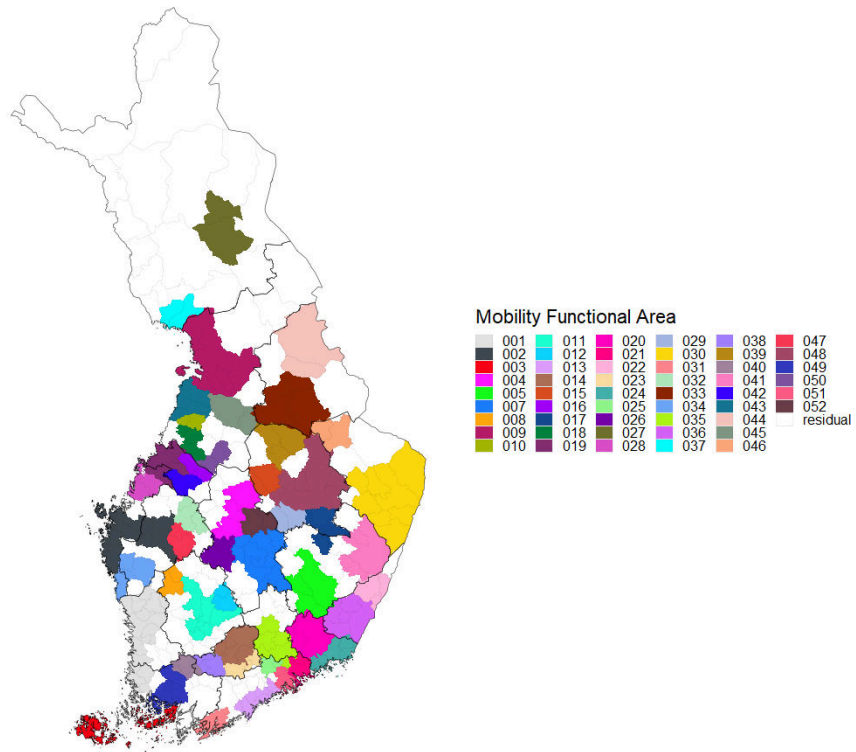 Mobility Functional Area
001 011 020 029 038 047
002 012 021 030 039 048
003 013 022 031 040 049
004 014 023 032 041 050
005 015 024 033 042 051
007 016 025 034 043 052
008 017 026 035 044 residual
009 018 027 036 045
010 019 028 037 046